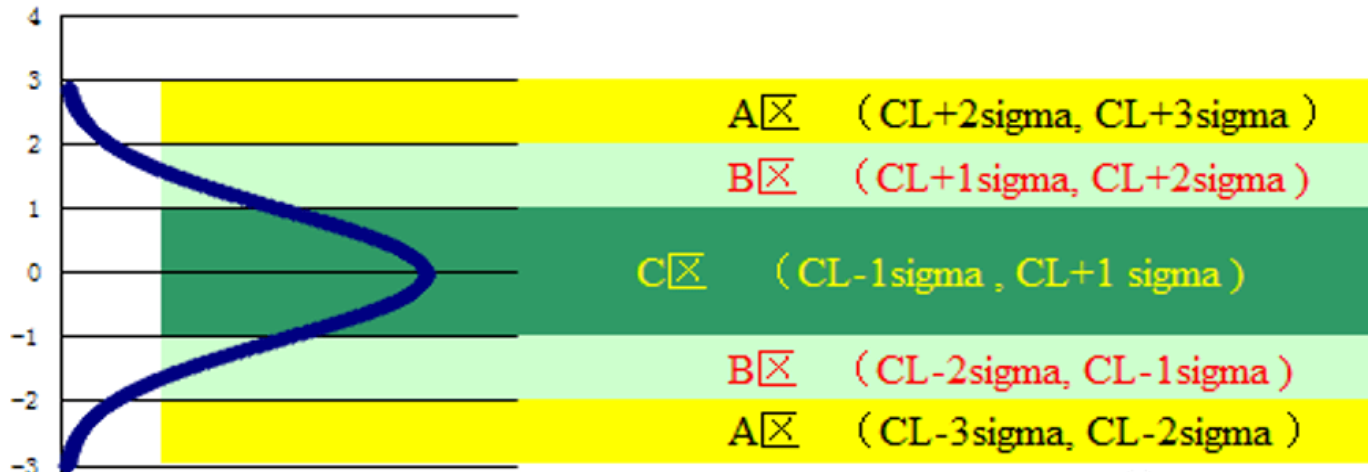 4
3
A区 （CL+2sigma, CL+3sigma）
2
B区 （CL+1sigma, CL+2sigma）
1
0
C区 （CL-1sigma , CL+1 sigma）
-1
B区 （CL-2sigma, CL-1sigma）
-2
A区 （CL-3sigma, CL-2sigma）
-3